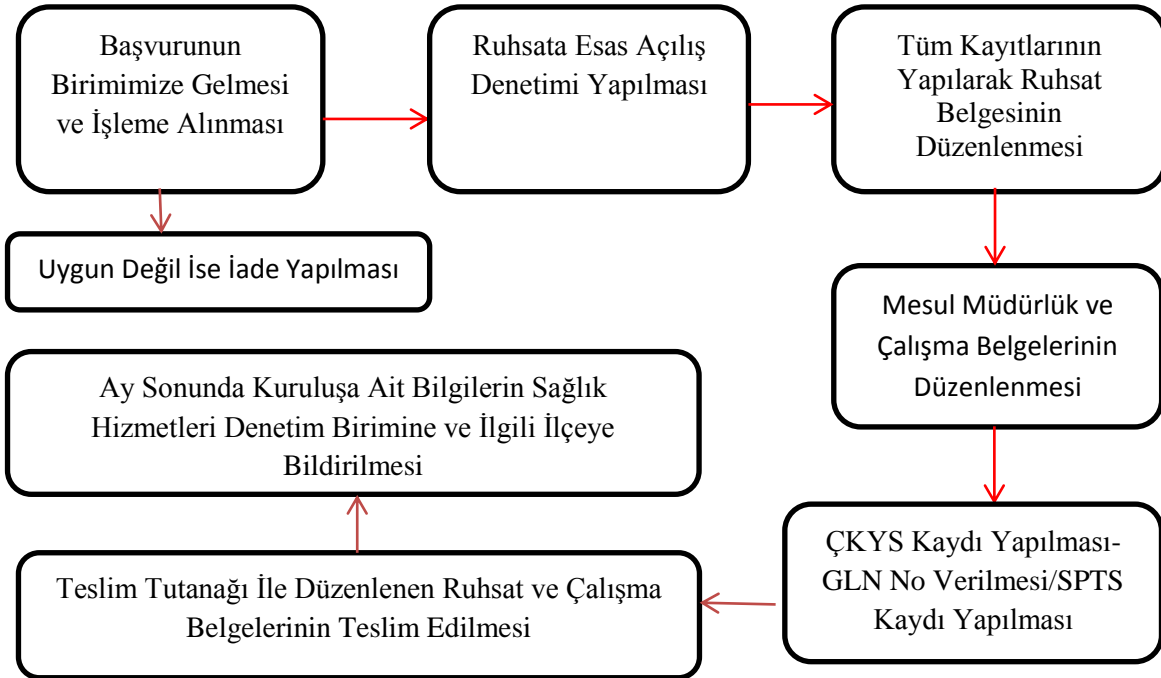 Başvurunun
Birimimize Gelmesi
ve İşleme Alınması
Ruhsata Esas Açılış
Denetimi Yapılması
Tüm Kayıtlarının
Yapılarak Ruhsat
Belgesinin
Düzenlenmesi
Uygun Değil İse İade Yapılması
Mesul Müdürlük ve
Çalışma Belgelerinin
Düzenlenmesi
ÇKYS Kaydı Yapılması-
GLN No Verilmesi/SPTS
Kaydı Yapılması
Teslim Tutanağı İle Düzenlenen Ruhsat ve Çalışma
Belgelerinin Teslim Edilmesi
Ay Sonunda Kuruluşa Ait Bilgilerin Sağlık
Hizmetleri Denetim Birimine ve İlgili İlçeye
Bildirilmesi